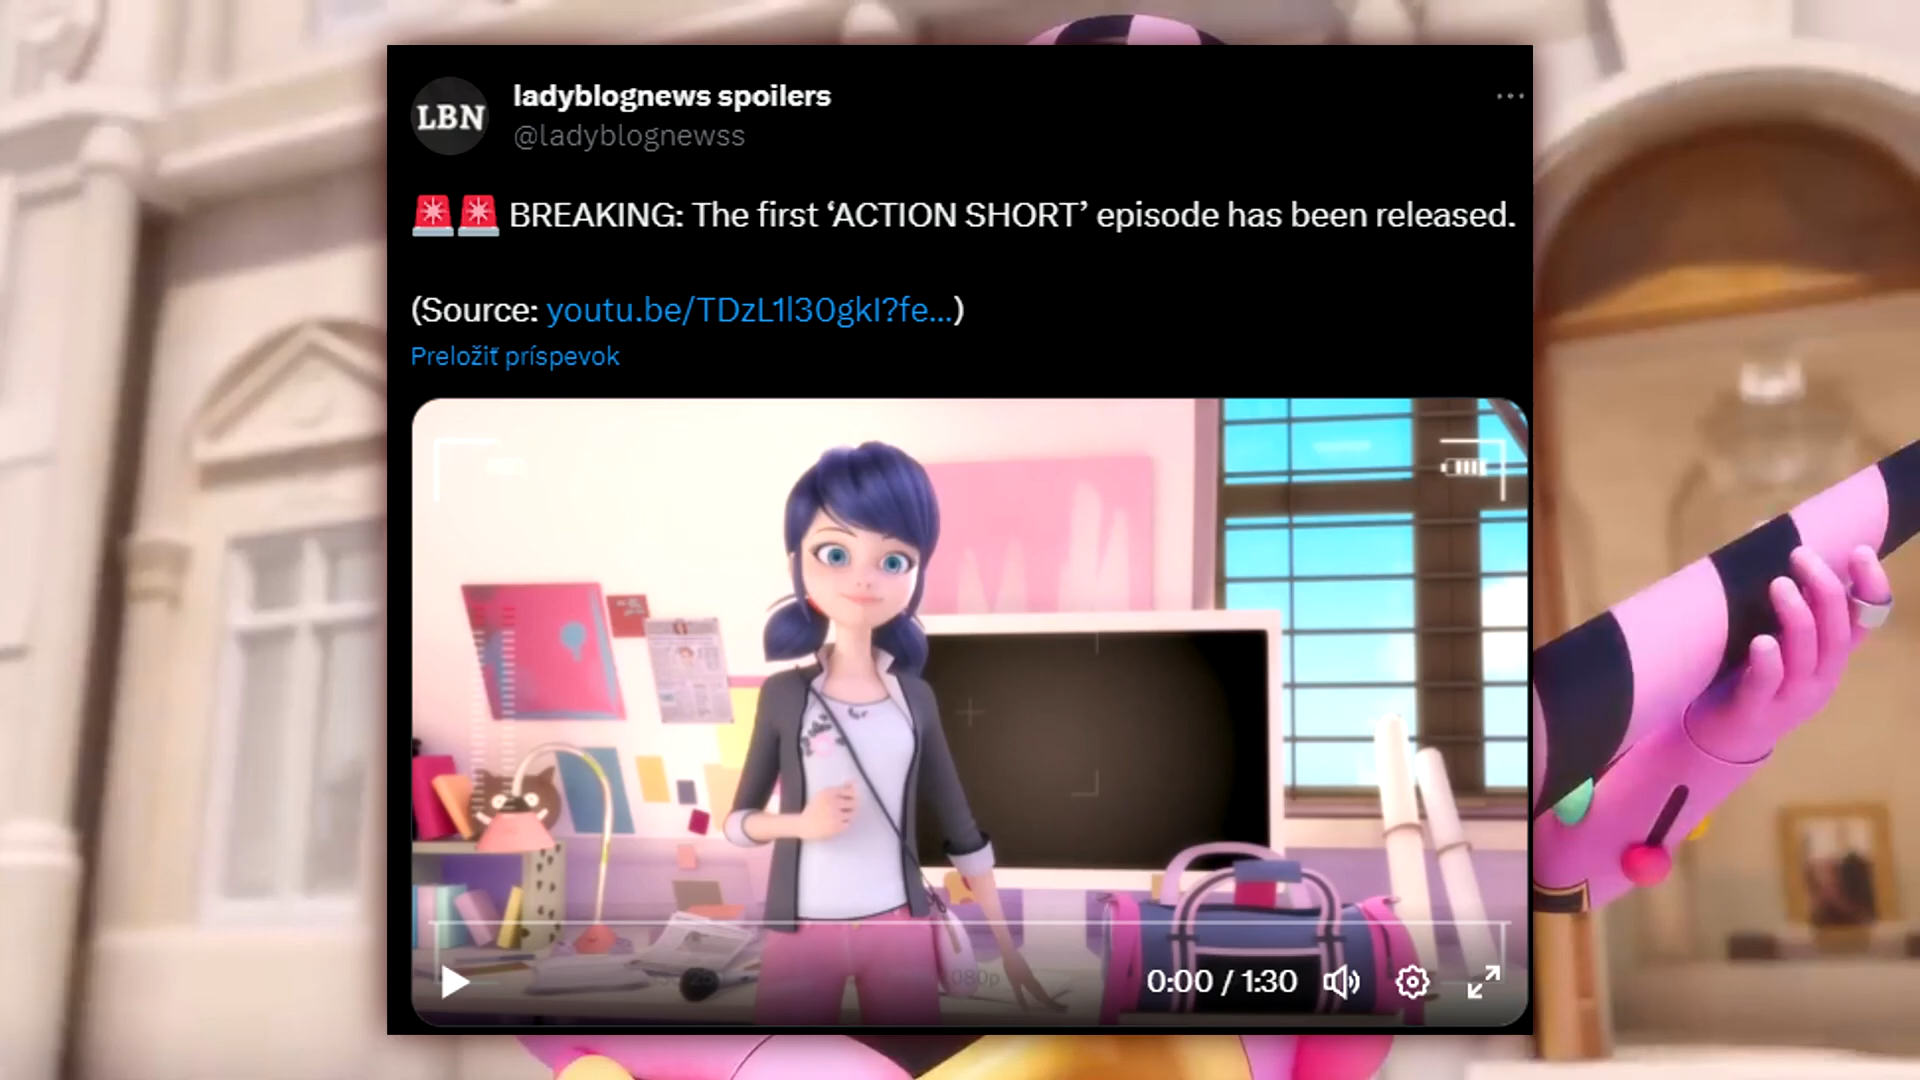 LBN
ladyblognews spoilers
@ladyblognewss
🚨🚨 BREAKING: The first ‘ACTION SHORT’ episode has been released.
(Source: youtu.be/TDzL1l30gkI?fe...)
Preložiť príspevok
0:00 / 1:30